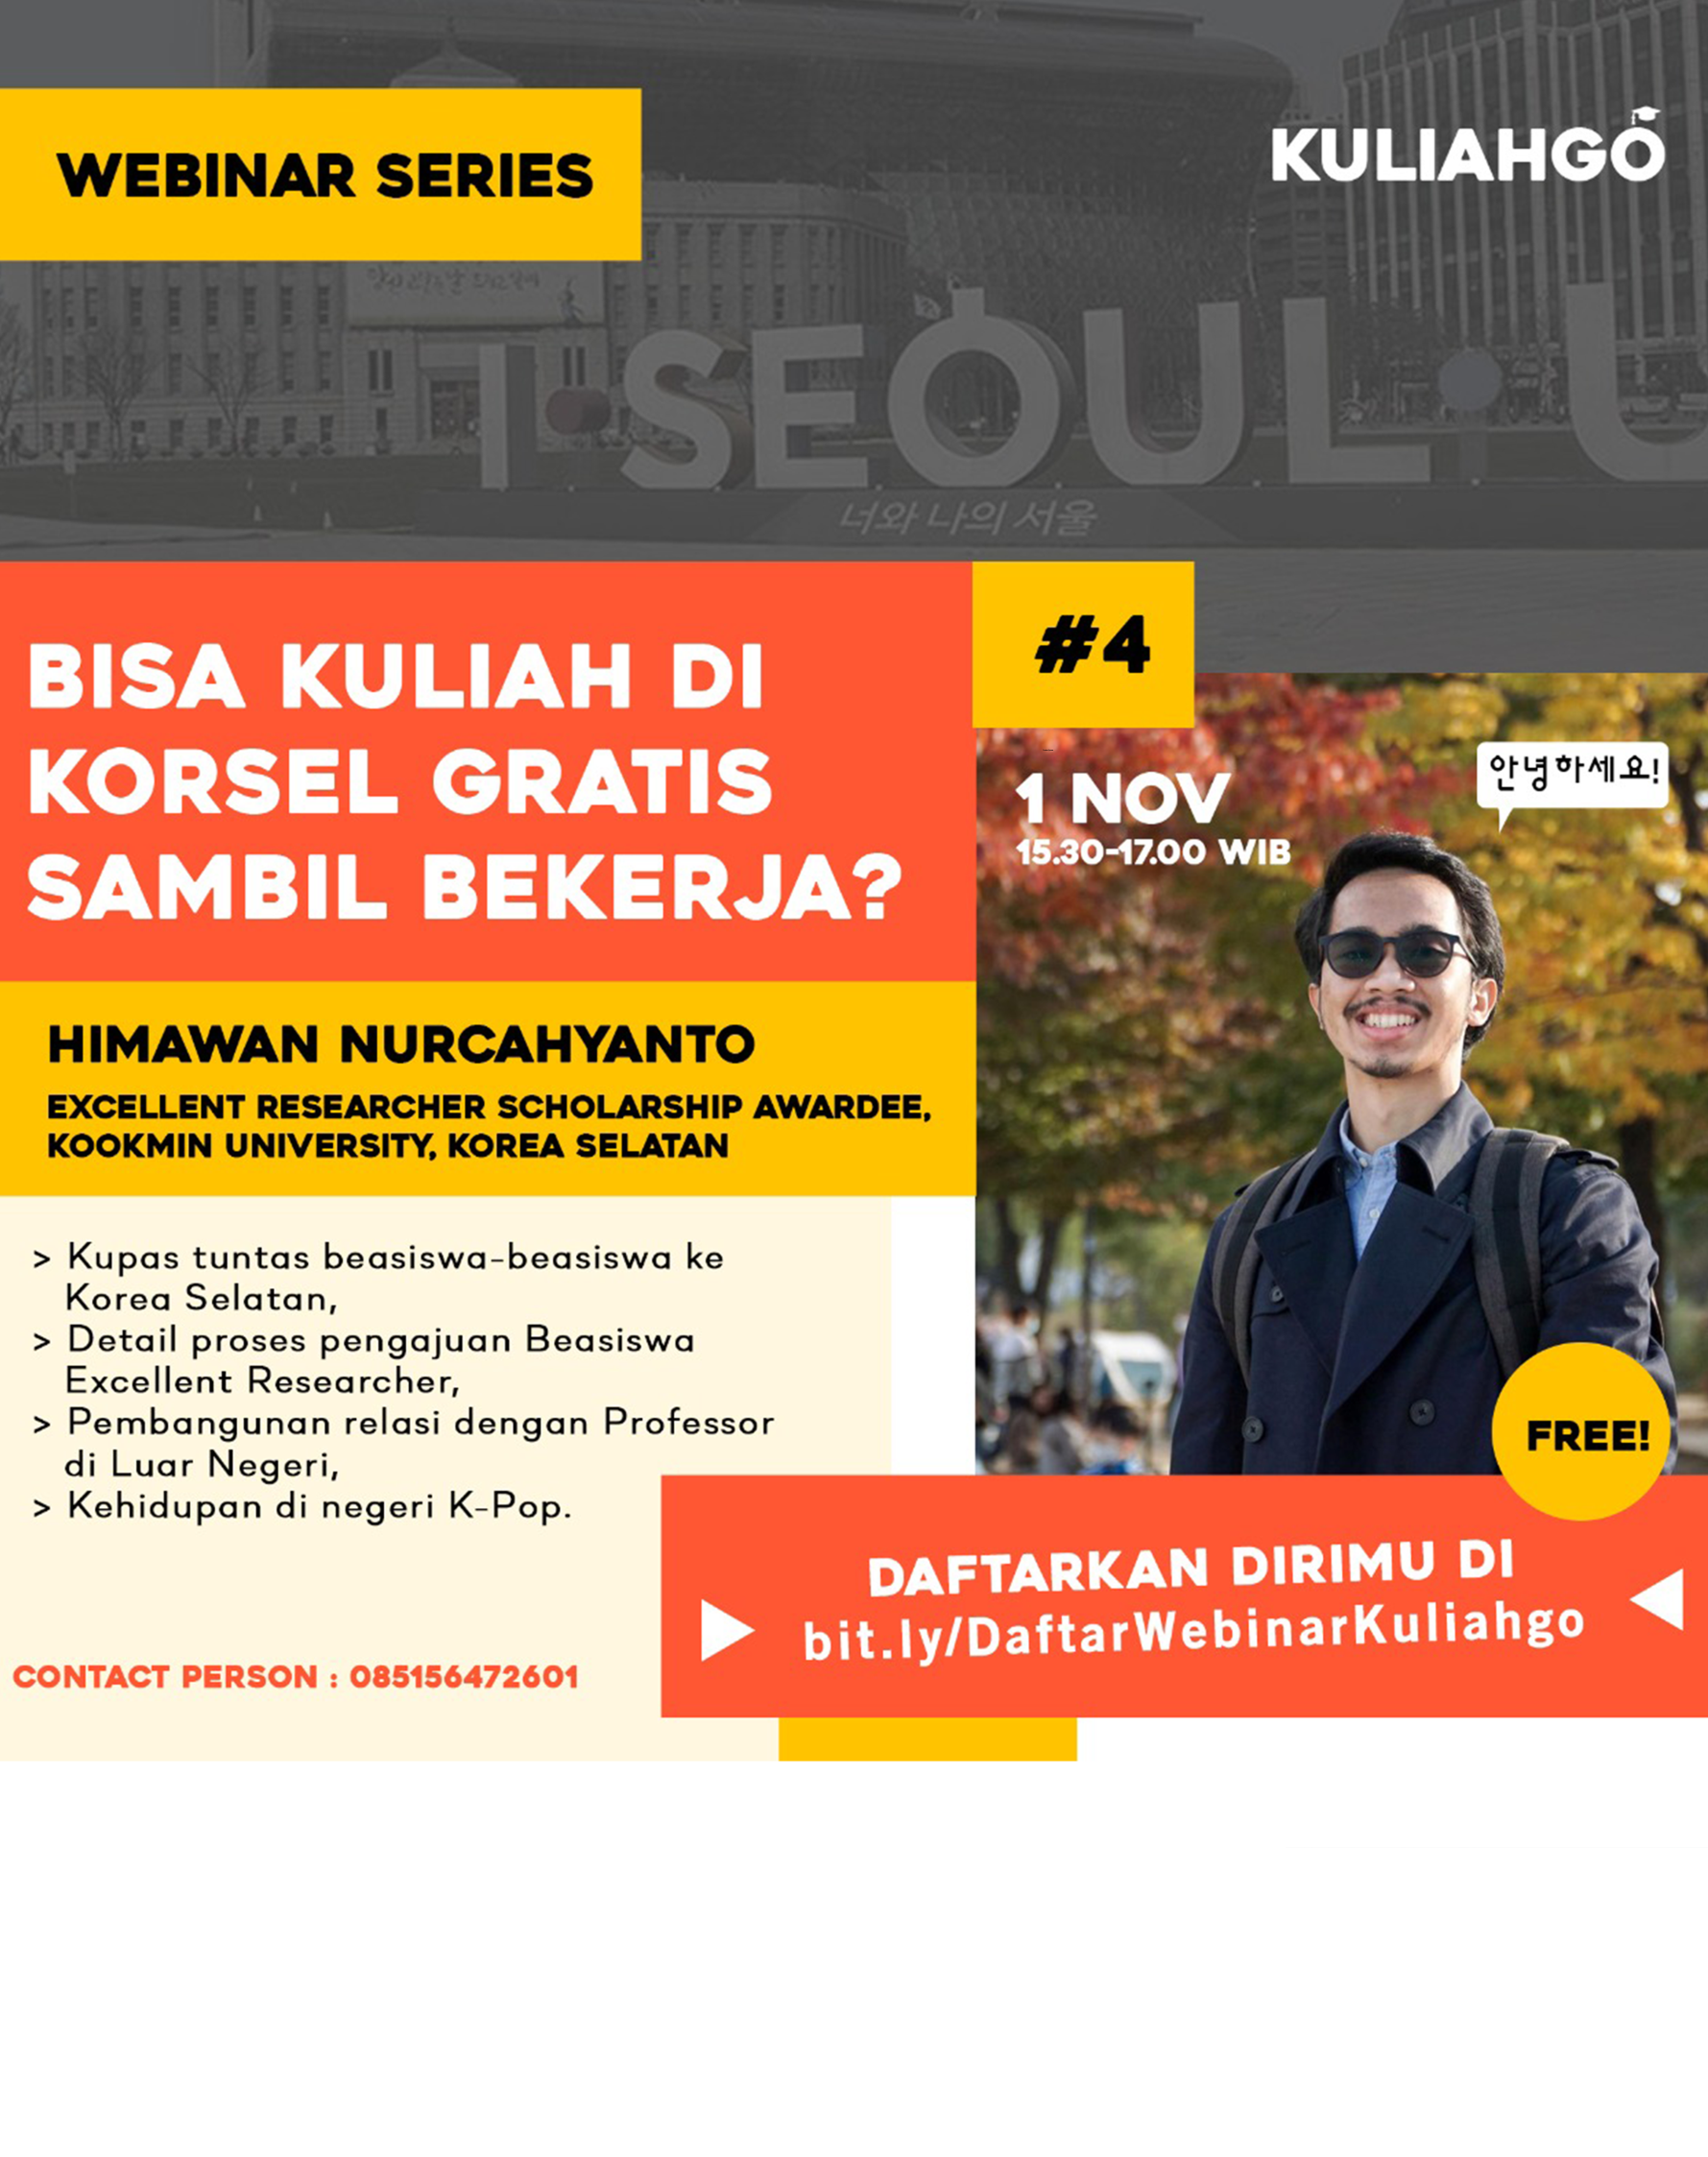 WEBINAR SERIES
KULIAHGO
I·SEOUL·U
너와 나의 서울
BISA KULIAH DI
KORSEL GRATIS
SAMBIL BEKERJA?
#4
1 NOV
15.30-17.00 WIB
안녕하세요!
HIMAWAN NURCAHYANTO
EXCELLENT RESEARCHER SCHOLARSHIP AWARDEE,
KOOKMIN UNIVERSITY, KOREA SELATAN
> Kupas tuntas beasiswa-beasiswa ke
Korea Selatan,
> Detail proses pengajuan Beasiswa
Excellent Researcher,
> Pembangunan relasi dengan Professor
di Luar Negeri,
> Kehidupan di negeri K-Pop.
FREE!
DAFTARKAN DIRIMU DI
bit.ly/DaftarWebinarKuliahgo
CONTACT PERSON : 085156472601